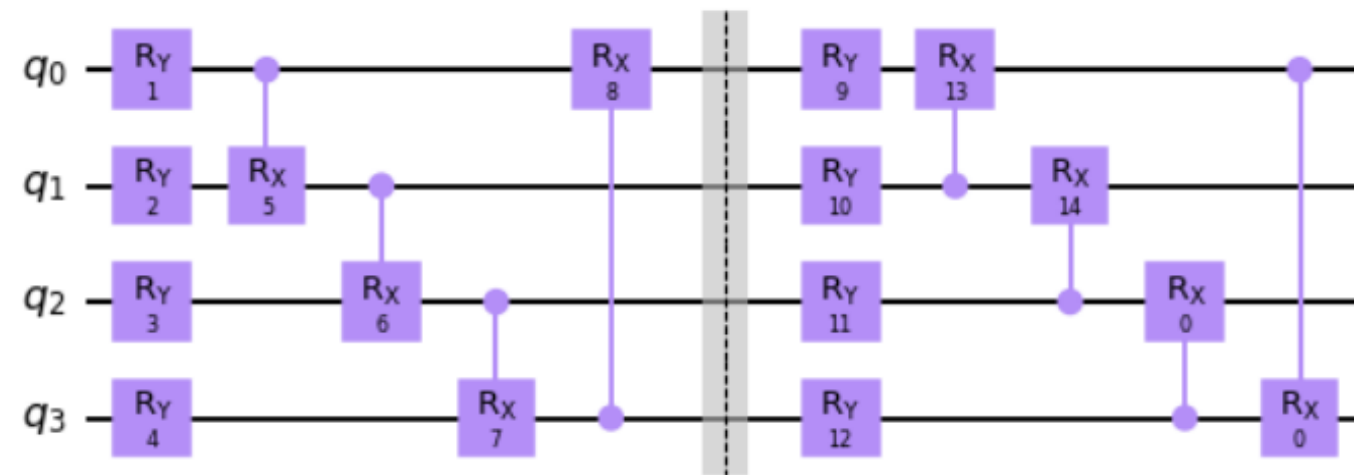 q0 RY 1 RX 8 RY 9 RX 13
q1 RY 2 RX 5 RY 10 RX 14
q2 RY 3 RX 6 RY 11 RX 0
q3 RY 4 RX 7 RY 12 RX 0